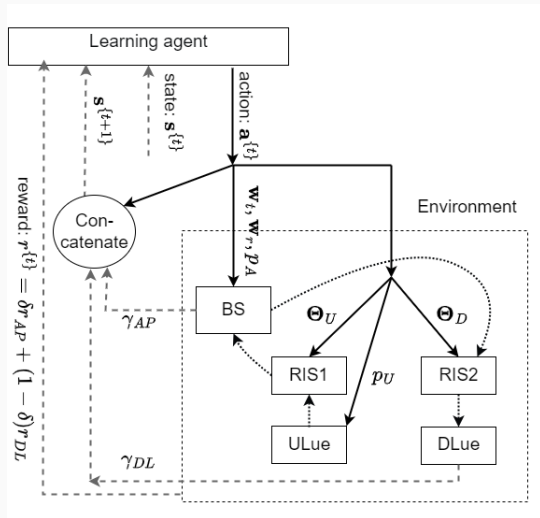 Learning agent
state: s^{t}
action: a^{t}
s^{t+1}
reward: r^{t} = δr_AP + (1 − δ)r_DL
Con-
catenate
w_t, w_r, p_A
Environment
γ_AP
BS
Θ_U
Θ_D
RIS1
p_U
RIS2
ULue
DLue
γ_DL